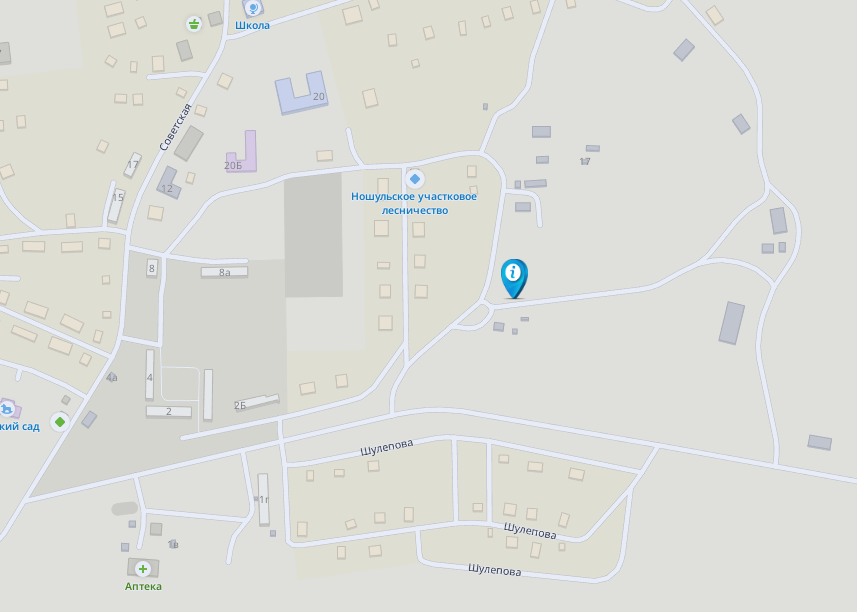 Школа
20
Советская
20Б
17
17
12
15
Ношульское участковое
лесничество
8
8а
4а
4
2
2Б
кий сад
Шулепова
1г
Шулепова
1в
Шулепова
Аптека